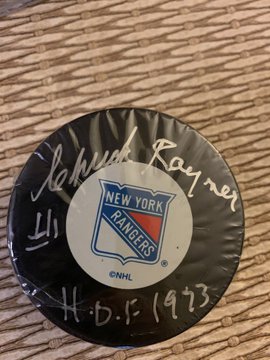 Chuck Rayner
#1
NEW YORK
RANGERS
©NHL
H.O.F 1973